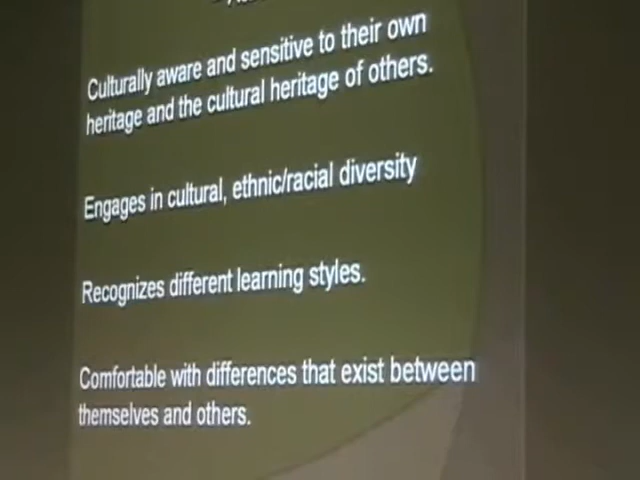 Culturally aware and sensitive to their own
heritage and the cultural heritage of others.
Engages in cultural, ethnic/racial diversity
Recognizes different learning styles.
Comfortable with differences that exist between
themselves and others.